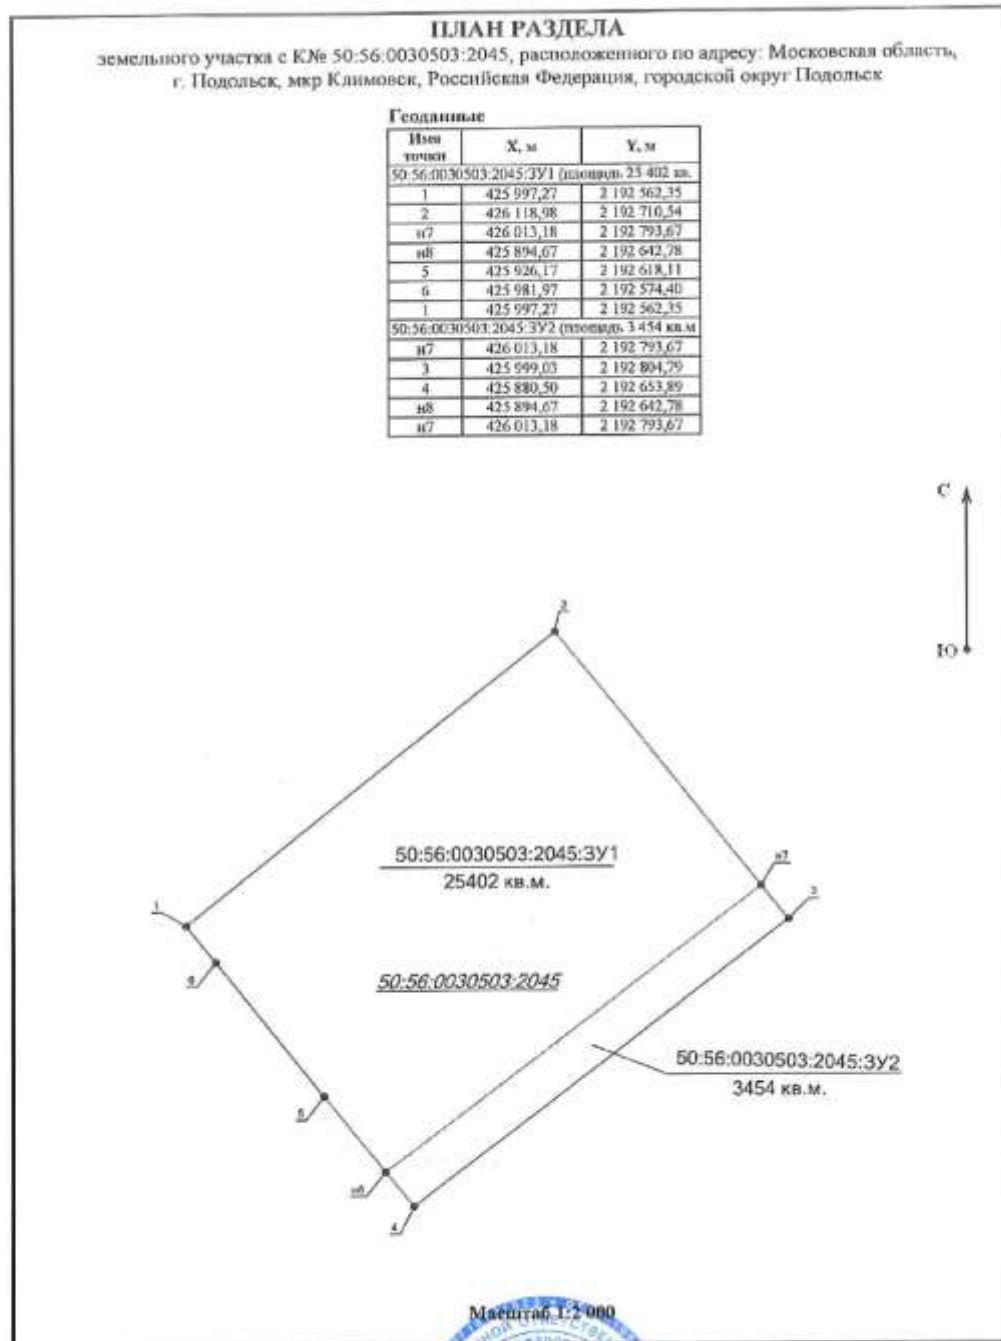 ПЛАН РАЗДЕЛА
земельного участка с К№ 50:56:0030503:2045, расположенного по адресу: Московская область,
г. Подольск, мкр Климовск, Российская Федерация, городской округ Подольск
Геоданные
Имя точки X, м Y, м
50:56:0030503:2045:ЗУ1 (площадь 25 402 кв.
1 425 997,27 2 192 562,35
2 426 118,98 2 192 710,54
н7 426 013,18 2 192 793,67
н8 425 894,67 2 192 642,78
5 425 926,17 2 192 618,11
6 425 981,97 2 192 574,40
1 425 997,27 2 192 562,35
50:56:0030503:2045:ЗУ2 (площадь 3 454 кв.м
н7 426 013,18 2 192 793,67
3 425 999,03 2 192 804,79
4 425 880,50 2 192 653,89
н8 425 894,67 2 192 642,78
н7 426 013,18 2 192 793,67
С
Ю
2
50:56:0030503:2045:ЗУ1
25402 кв.м.
н7
1
3
6
50:56:0030503:2045
50:56:0030503:2045:ЗУ2
3454 кв.м.
5
н8
4
Масштаб 1:2 000